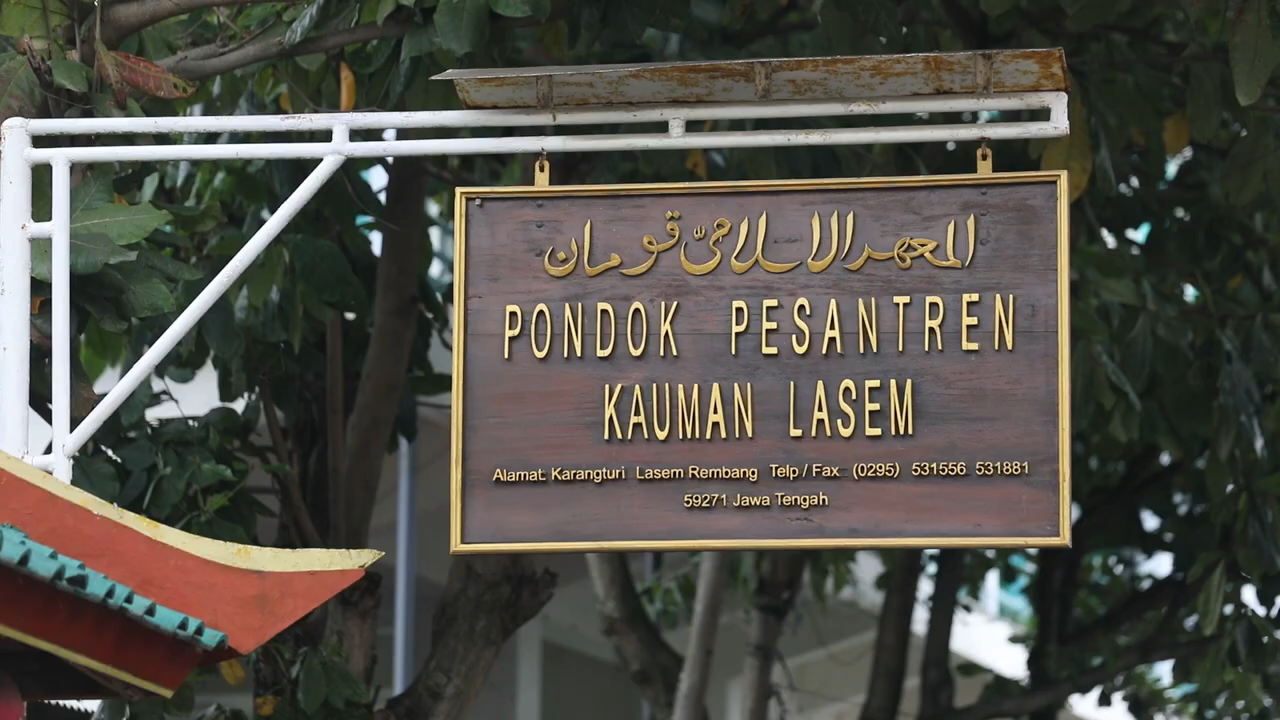 المعهد الاسلاميّ قومان
PONDOK PESANTREN
KAUMAN LASEM
Alamat: Karangturi Lasem Rembang Telp / Fax (0295) 531556 531881
59271 Jawa Tengah